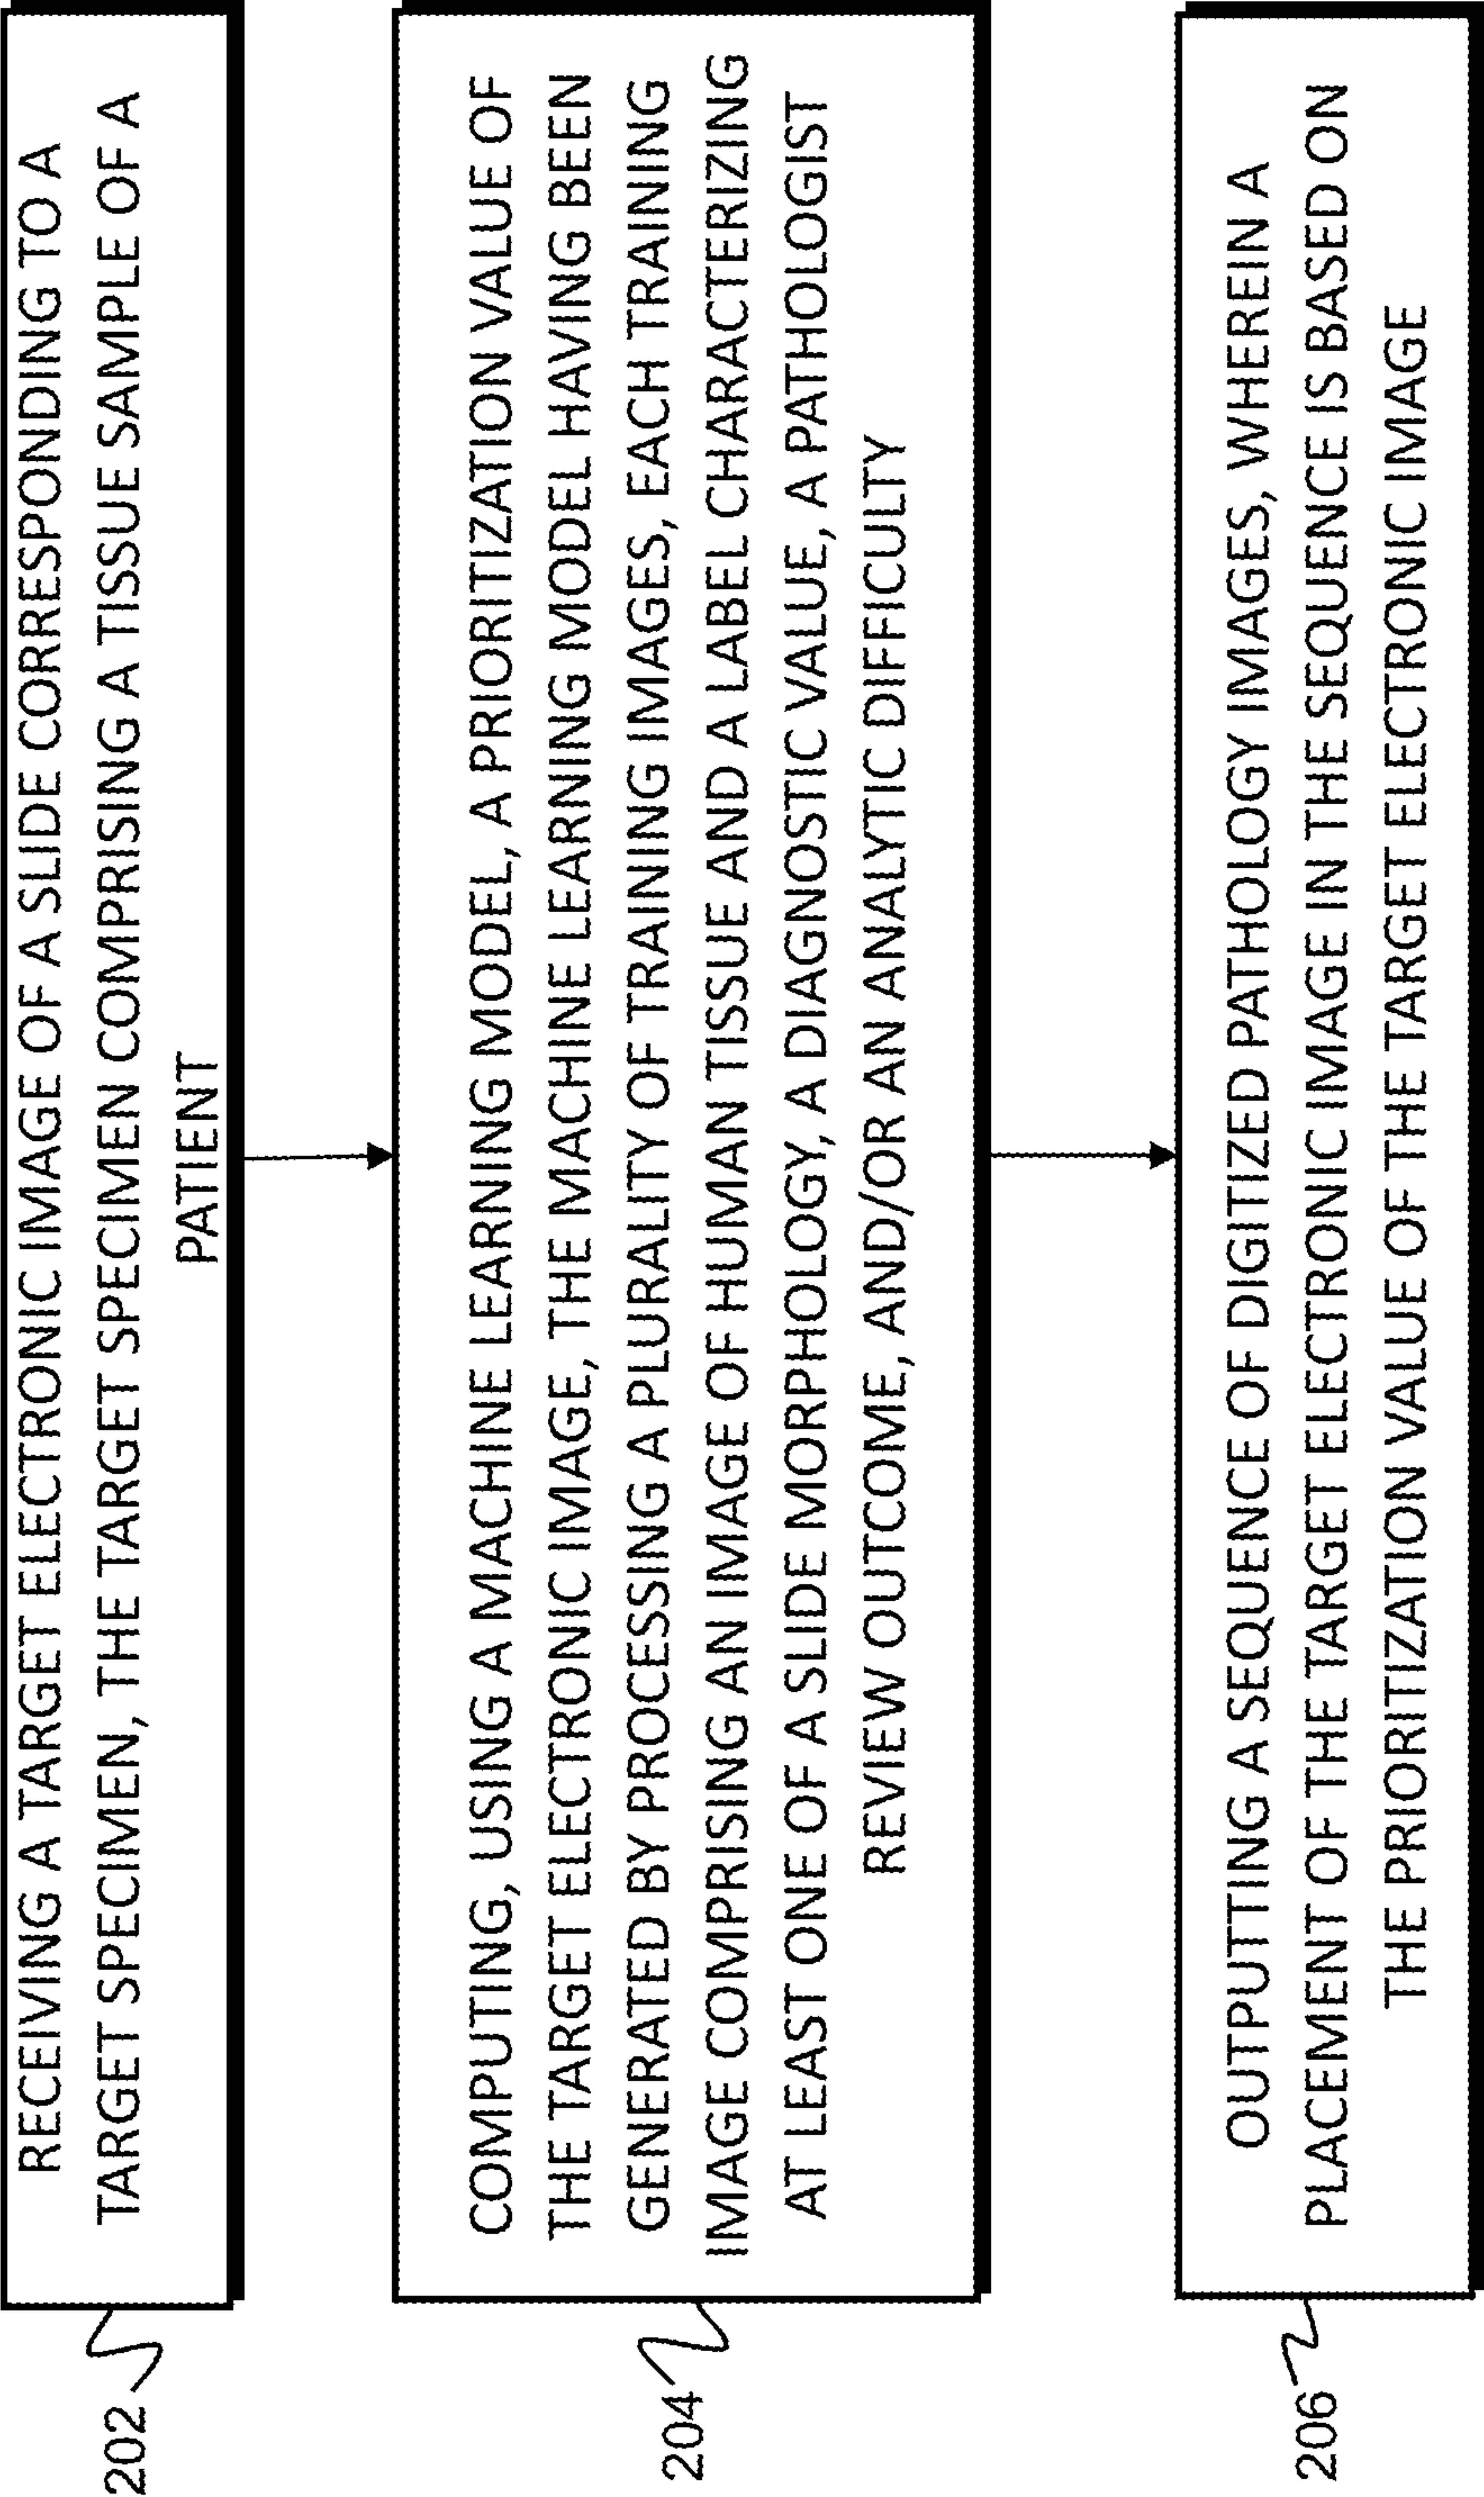 202
RECEIVING A TARGET ELECTRONIC IMAGE OF A SLIDE CORRESPONDING TO A
TARGET SPECIMEN, THE TARGET SPECIMEN COMPRISING A TISSUE SAMPLE OF A
PATIENT
204
COMPUTING, USING A MACHINE LEARNING MODEL, A PRIORITIZATION VALUE OF
THE TARGET ELECTRONIC IMAGE, THE MACHINE LEARNING MODEL HAVING BEEN
GENERATED BY PROCESSING A PLURALITY OF TRAINING IMAGES, EACH TRAINING
IMAGE COMPRISING AN IMAGE OF HUMAN TISSUE AND A LABEL CHARACTERIZING
AT LEAST ONE OF A SLIDE MORPHOLOGY, A DIAGNOSTIC VALUE, A PATHOLOGIST
REVIEW OUTCOME, AND/OR AN ANALYTIC DIFFICULTY
206
OUTPUTTING A SEQUENCE OF DIGITIZED PATHOLOGY IMAGES, WHEREIN A
PLACEMENT OF THE TARGET ELECTRONIC IMAGE IN THE SEQUENCE IS BASED ON
THE PRIORITIZATION VALUE OF THE TARGET ELECTRONIC IMAGE